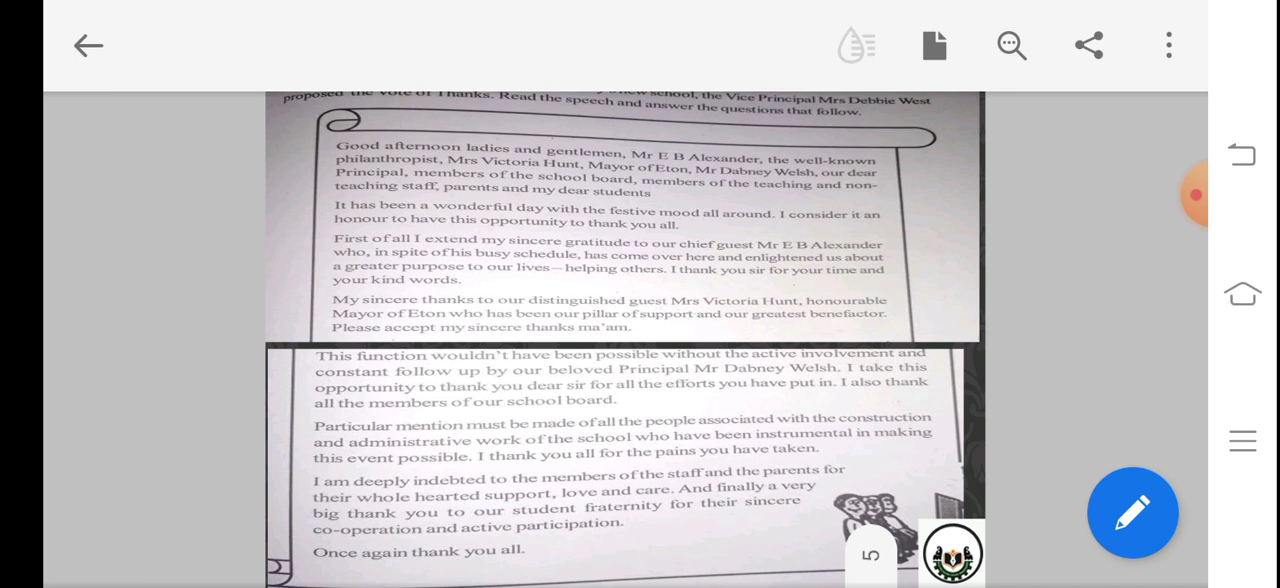 proposed the Vote of Thanks. Read the speech and answer the questions that follow.
new school, the Vice Principal Mrs Debbie West
Good afternoon ladies and gentlemen, Mr E B Alexander, the well-known
philanthropist, Mrs Victoria Hunt, Mayor of Eton, Mr Dabney Welsh, our dear
Principal, members of the school board, members of the teaching and non-
teaching staff, parents and my dear students
It has been a wonderful day with the festive mood all around. I consider it an
honour to have this opportunity to thank you all.
First of all I extend my sincere gratitude to our chief guest Mr E B Alexander
who, in spite of his busy schedule, has come over here and enlightened us about
a greater purpose to our lives—helping others. I thank you sir for your time and
your kind words.
My sincere thanks to our distinguished guest Mrs Victoria Hunt, honourable
Mayor of Eton who has been our pillar of support and our greatest benefactor.
Please accept my sincere thanks ma'am.
This function wouldn't have been possible without the active involvement and
constant follow up by our beloved Principal Mr Dabney Welsh. I take this
opportunity to thank you dear sir for all the efforts you have put in. I also thank
all the members of our school board.
Particular mention must be made of all the people associated with the construction
and administrative work of the school who have been instrumental in making
this event possible. I thank you all for the pains you have taken.
I am deeply indebted to the members of the staff and the parents for
their whole hearted support, love and care. And finally a very
big thank you to our student fraternity for their sincere
co-operation and active participation.
Once again thank you all.
5